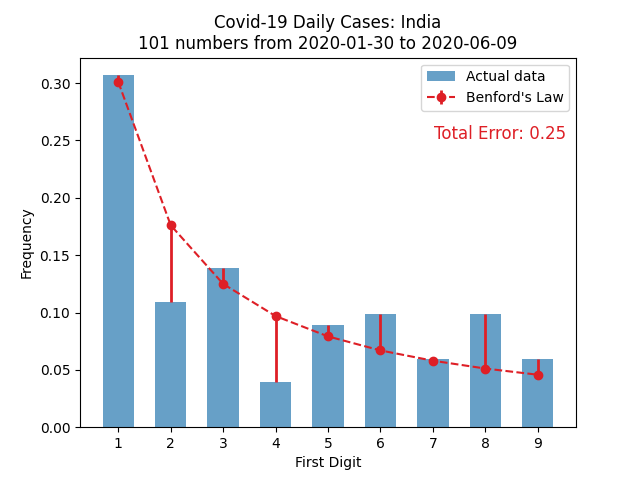 Covid-19 Daily Cases: India
101 numbers from 2020-01-30 to 2020-06-09
Actual data
Benford's Law
Total Error: 0.25
Frequency
0.30
0.25
0.20
0.15
0.10
0.05
0.00
1 2 3 4 5 6 7 8 9
First Digit